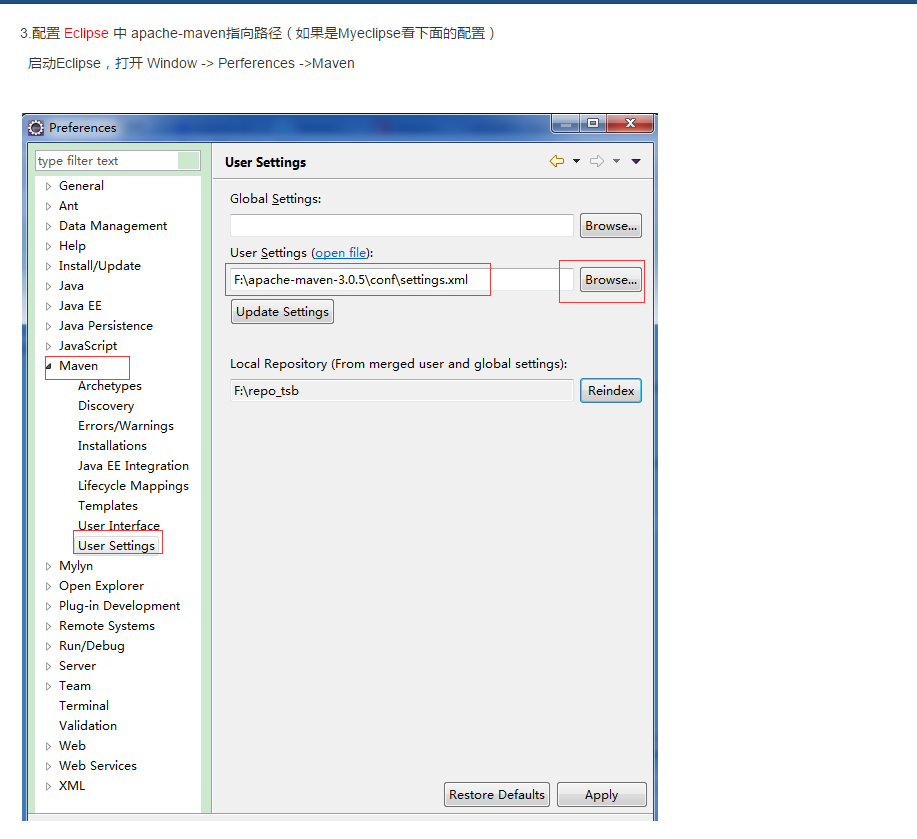 3.配置 Eclipse 中 apache-maven指向路径（如果是Myeclipse看下面的配置）
启动Eclipse，打开 Window -> Perferences ->Maven
Preferences
type filter text
General
Ant
Data Management
Help
Install/Update
Java
Java EE
Java Persistence
JavaScript
Maven
Archetypes
Discovery
Errors/Warnings
Installations
Java EE Integration
Lifecycle Mappings
Templates
User Interface
User Settings
Mylyn
Open Explorer
Plug-in Development
Remote Systems
Run/Debug
Server
Team
Terminal
Validation
Web
Web Services
XML
User Settings
Global Settings:
Browse...
User Settings (open file):
F:\apache-maven-3.0.5\conf\settings.xml
Browse...
Update Settings
Local Repository (From merged user and global settings):
F:\repo_tsb
Reindex
Restore Defaults
Apply